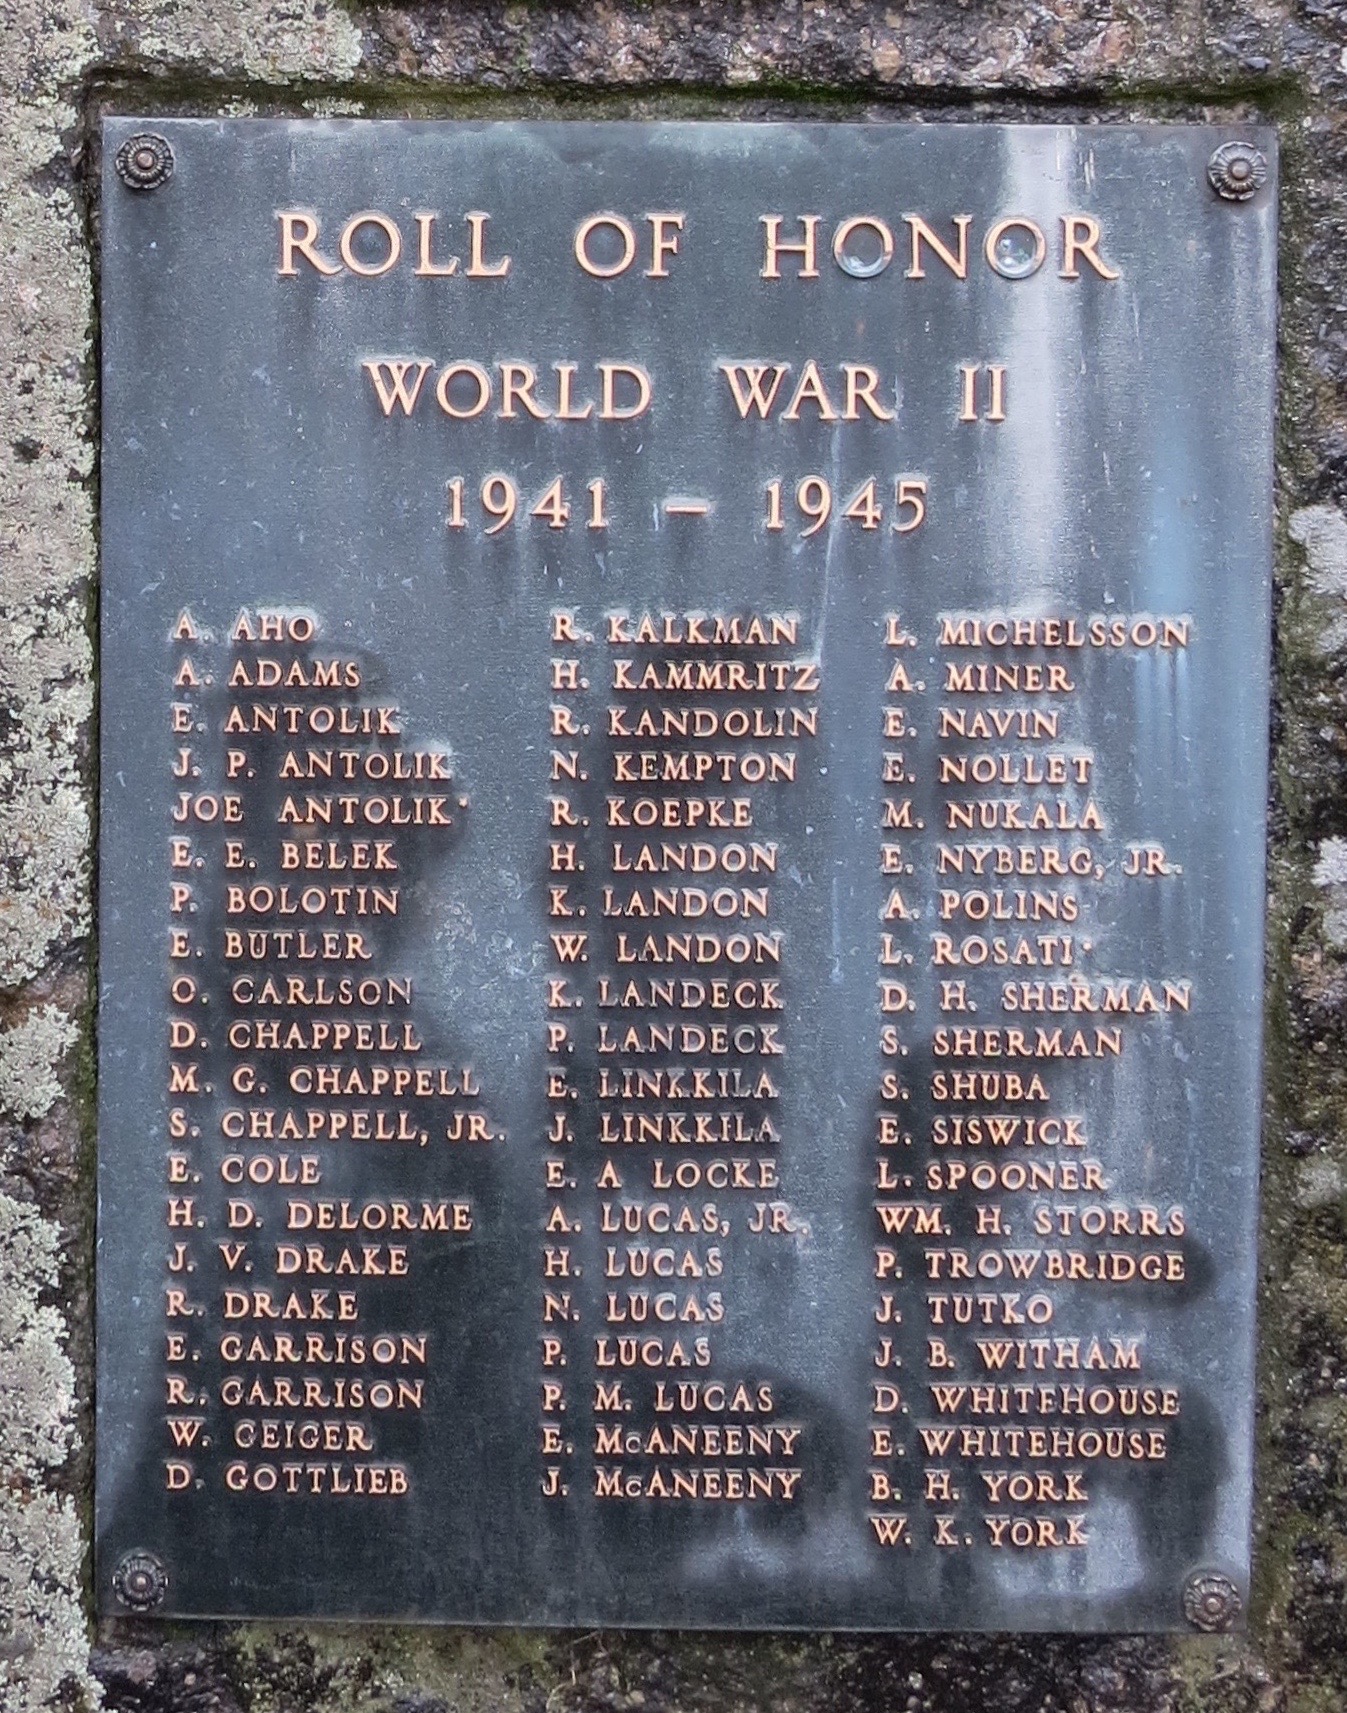 ROLL OF HONOR
WORLD WAR II
1941 – 1945
A. AHO
A. ADAMS
E. ANTOLIK
J. P. ANTOLIK
JOE ANTOLIK*
E. E. BELEK
P. BOLOTIN
E. BUTLER
O. CARLSON
D. CHAPPELL
M. G. CHAPPELL
S. CHAPPELL, JR.
E. COLE
H. D. DELORME
J. V. DRAKE
R. DRAKE
E. GARRISON
R. GARRISON
W. GEIGER
D. GOTTLIEB
R. KALKMAN
H. KAMMRITZ
R. KANDOLIN
N. KEMPTON
R. KOEPKE
H. LANDON
K. LANDON
W. LANDON
K. LANDECK
P. LANDECK
E. LINKKILA
J. LINKKILA
E. A LOCKE
A. LUCAS, JR.
H. LUCAS
N. LUCAS
P. LUCAS
P. M. LUCAS
E. McANEENY
J. McANEENY
L. MICHELSSON
A. MINER
E. NAVIN
E. NOLLET
M. NUKALA
E. NYBERG, JR.
A. POLINS
L. ROSATI*
D. H. SHERMAN
S. SHERMAN
S. SHUBA
E. SISWICK
L. SPOONER
WM. H. STORRS
P. TROWBRIDGE
J. TUTKO
J. B. WITHAM
D. WHITEHOUSE
E. WHITEHOUSE
B. H. YORK
W. K. YORK